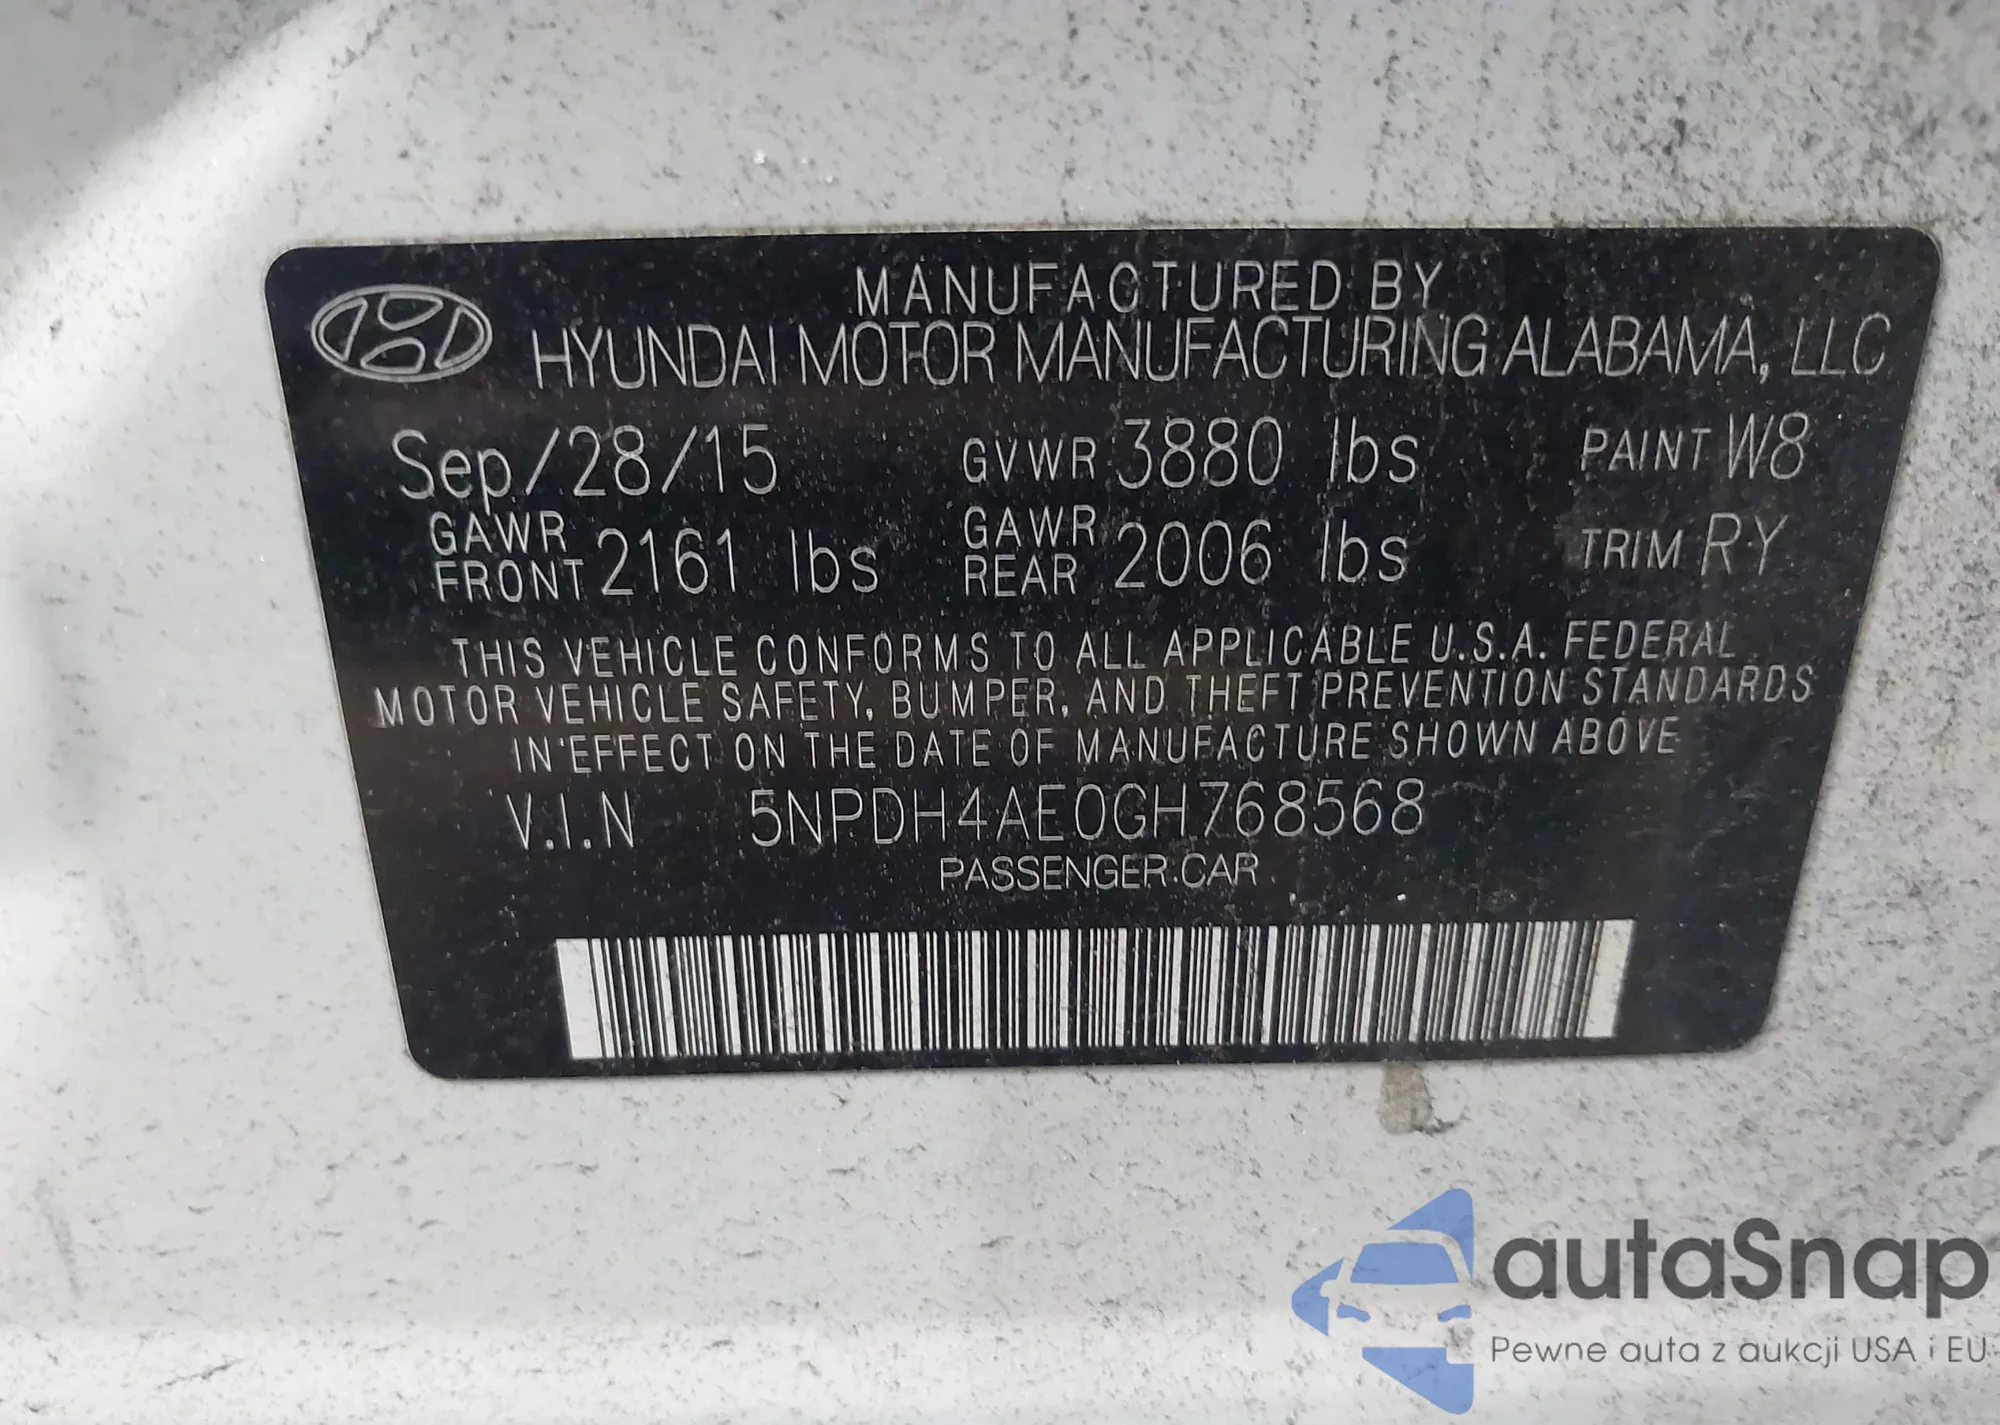 MANUFACTURED BY
HYUNDAI MOTOR MANUFACTURING ALABAMA, LLC
Sep/28/15 GVWR 3880 lbs PAINT W8
GAWR FRONT 2161 lbs GAWR REAR 2006 lbs TRIM RY
THIS VEHICLE CONFORMS TO ALL APPLICABLE U.S.A. FEDERAL
MOTOR VEHICLE SAFETY, BUMPER, AND THEFT PREVENTION STANDARDS
IN EFFECT ON THE DATE OF MANUFACTURE SHOWN ABOVE
V.I.N 5NPDH4AE0GH768568
PASSENGER CAR
autaSnap
Pewne auta z aukcji USA i EU